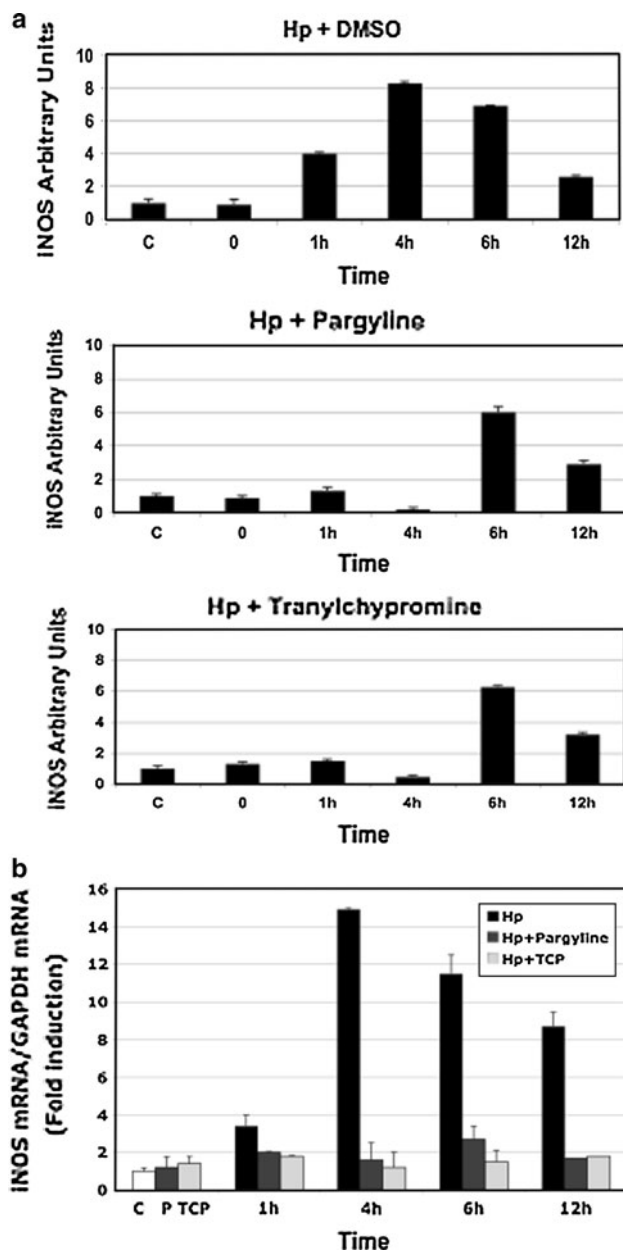 a
Hp + DMSO
iNOS Arbitrary Units
10
8
6
4
2
0
C 0 1h 4h 6h 12h
Time
Hp + Pargyline
iNOS Arbitrary Units
10
8
6
4
2
0
C 0 1h 4h 6h 12h
Time
Hp + Tranylchypromine
iNOS Arbitrary Units
10
8
6
4
2
0
C 0 1h 4h 6h 12h
Time
b
iNOS mRNA/GAPDH mRNA
(Fold induction)
16
14
12
10
8
6
4
2
0
Hp
Hp+Pargyline
Hp+TCP
C P TCP 1h 4h 6h 12h
Time